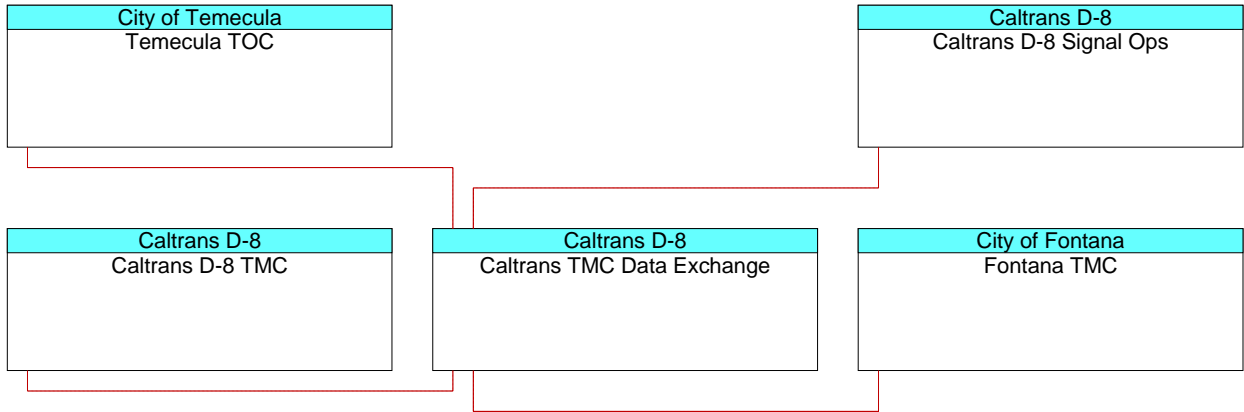 City of Temecula
Temecula TOC
Caltrans D-8
Caltrans D-8 Signal Ops
Caltrans D-8
Caltrans D-8 TMC
Caltrans D-8
Caltrans TMC Data Exchange
City of Fontana
Fontana TMC